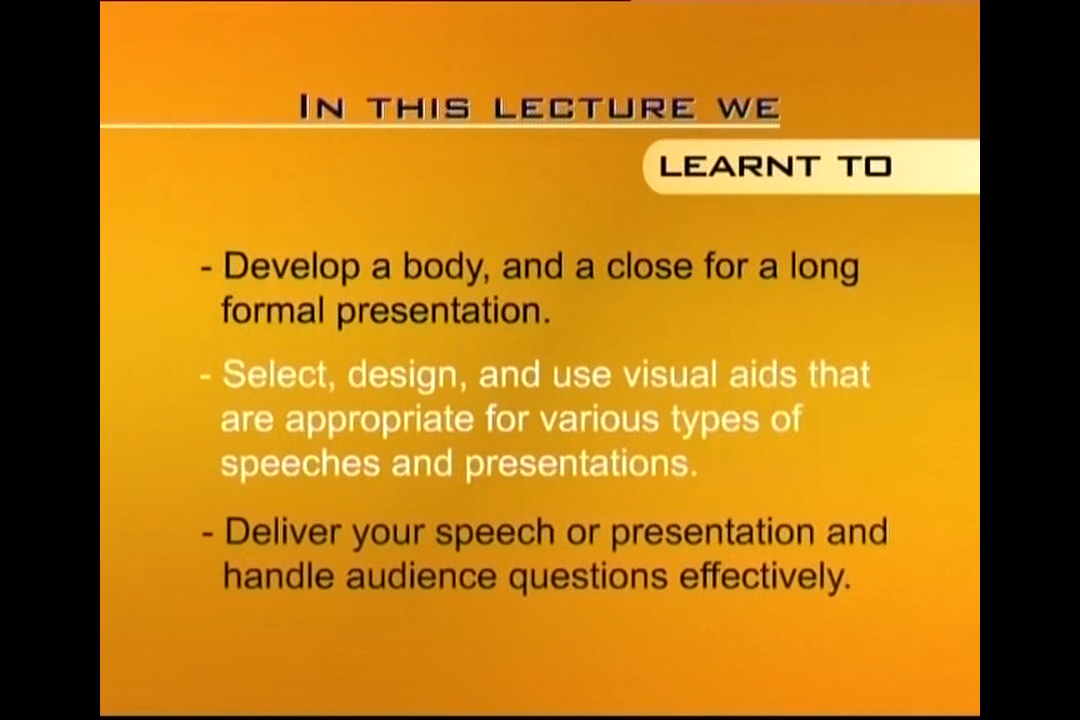 IN THIS LECTURE WE
LEARNT TO
- Develop a body, and a close for a long
formal presentation.
- Select, design, and use visual aids that
are appropriate for various types of
speeches and presentations.
- Deliver your speech or presentation and
handle audience questions effectively.